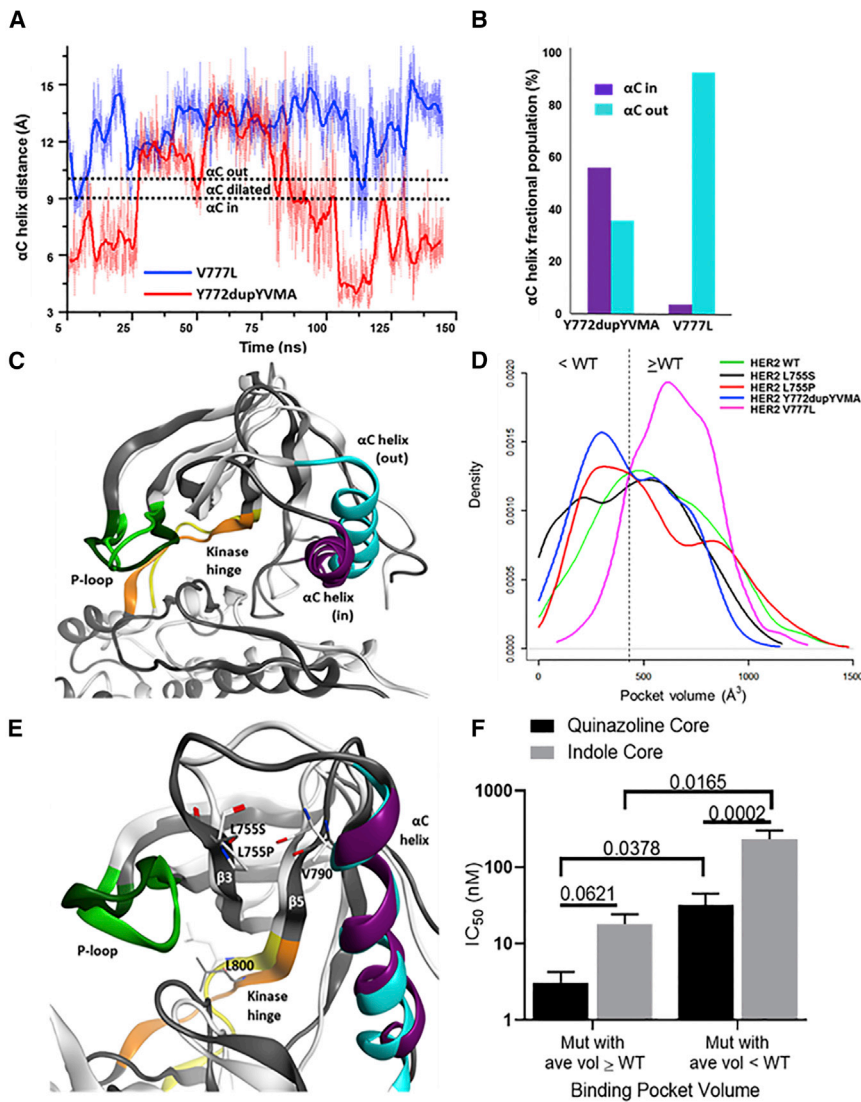 A
αC helix distance (Å)
15
12
9
6
3
αC out
αC dilated
αC in
V777L
Y772dupYVMA
5
25
50
75
100
125
150
Time (ns)
B
αC helix fractional population (%)
100
80
60
40
20
0
αC in
αC out
Y772dupYVMA
V777L
C
αC helix
(out)
Kinase
hinge
P-loop
αC helix
(in)
D
< WT
≥WT
HER2 WT
HER2 L755S
HER2 L755P
HER2 Y772dupYVMA
HER2 V777L
Density
0.0020
0.0015
0.0010
0.0005
0.0000
0
500
1000
1500
Pocket volume (Å³)
E
αC
helix
L755S
L755P
V790
β3
β5
P-loop
L800
Kinase
hinge
F
Quinazoline Core
Indole Core
IC50 (nM)
1000
100
10
1
0.0165
0.0002
0.0378
0.0621
Mut with
ave vol ≥ WT
Mut with
ave vol < WT
Binding Pocket Volume